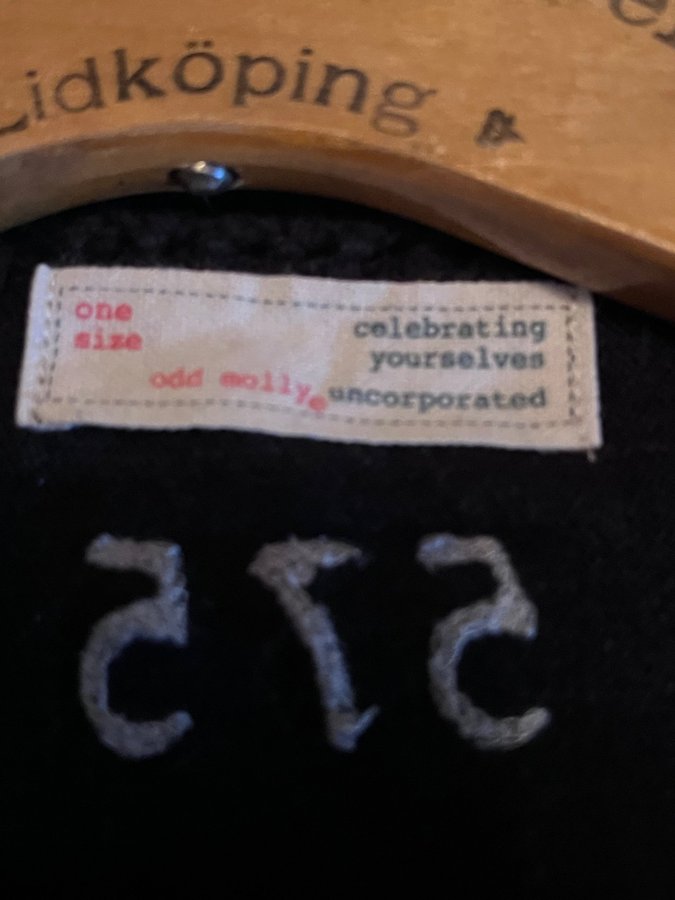 Lidköping &
one
size
celebrating
yourselves
odd molly
uncorporated
575